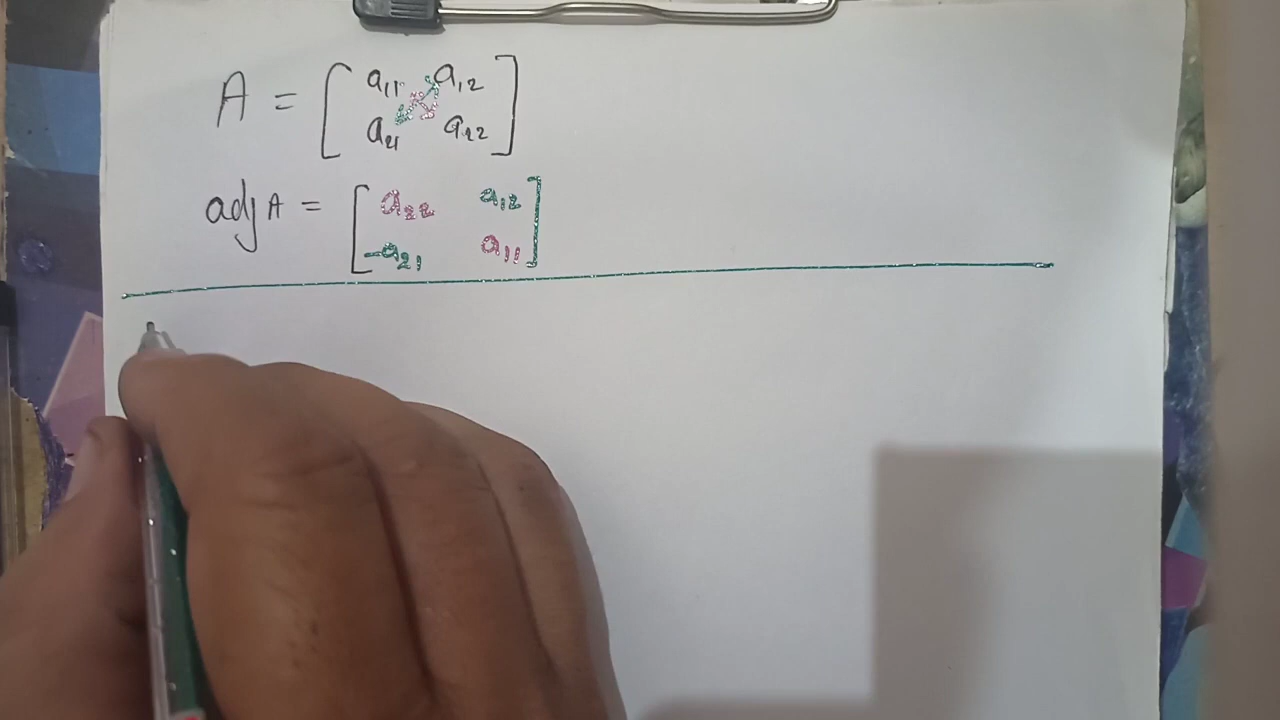 A = [ a11 a12
a21 a22 ]
adj A = [ a22 a12
-a21 a11 ]